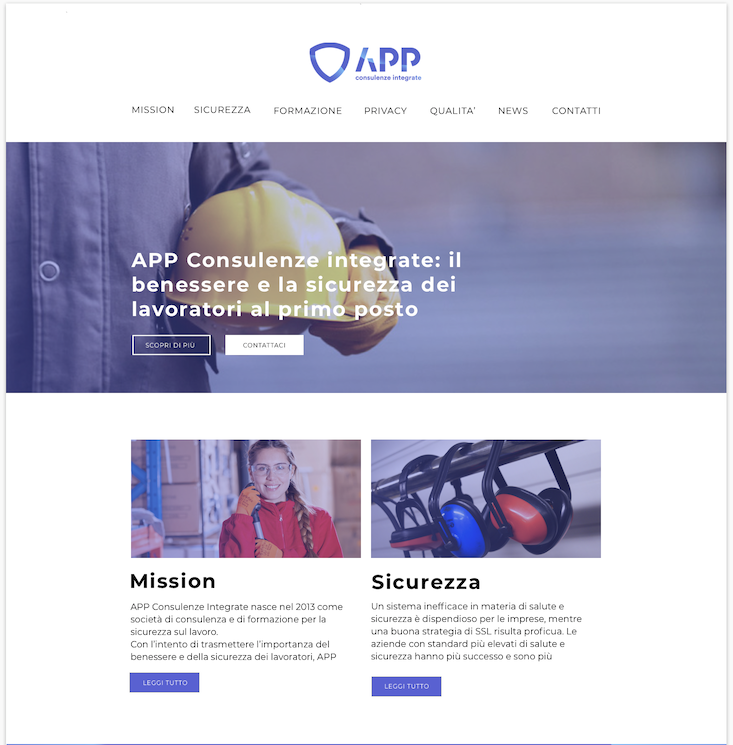 APP
consulenze integrate
MISSION SICUREZZA FORMAZIONE PRIVACY QUALITA' NEWS CONTATTI
APP Consulenze integrate: il
benessere e la sicurezza dei
lavoratori al primo posto
SCOPRI DI PIÙ CONTATTACI
Mission
APP Consulenze Integrate nasce nel 2013 come
società di consulenza e di formazione per la
sicurezza sul lavoro.
Con l'intento di trasmettere l'importanza del
benessere e della sicurezza dei lavoratori, APP
LEGGI TUTTO
Sicurezza
Un sistema inefficace in materia di salute e
sicurezza è dispendioso per le imprese, mentre
una buona strategia di SSL risulta proficua. Le
aziende con standard più elevati di salute e
sicurezza hanno più successo e sono più
LEGGI TUTTO